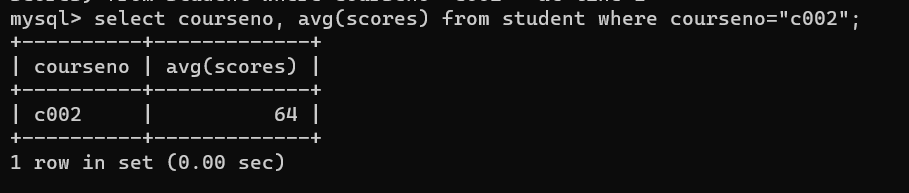 mysql> select courseno, avg(scores) from student where courseno="c002";
+----------+-------------+
| courseno | avg(scores) |
+----------+-------------+
| c002     |          64 |
+----------+-------------+
1 row in set (0.00 sec)